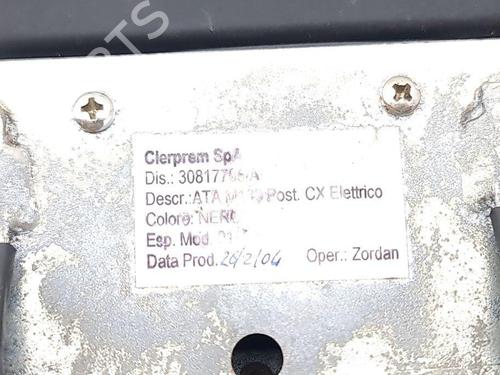 Clerprem SpA
Dis.: 30817
Descr.:ATA Post. CX Elettrico
Colore: NERO
Esp. Mod.
Data Prod. 26/2/04 Oper.: Zordan